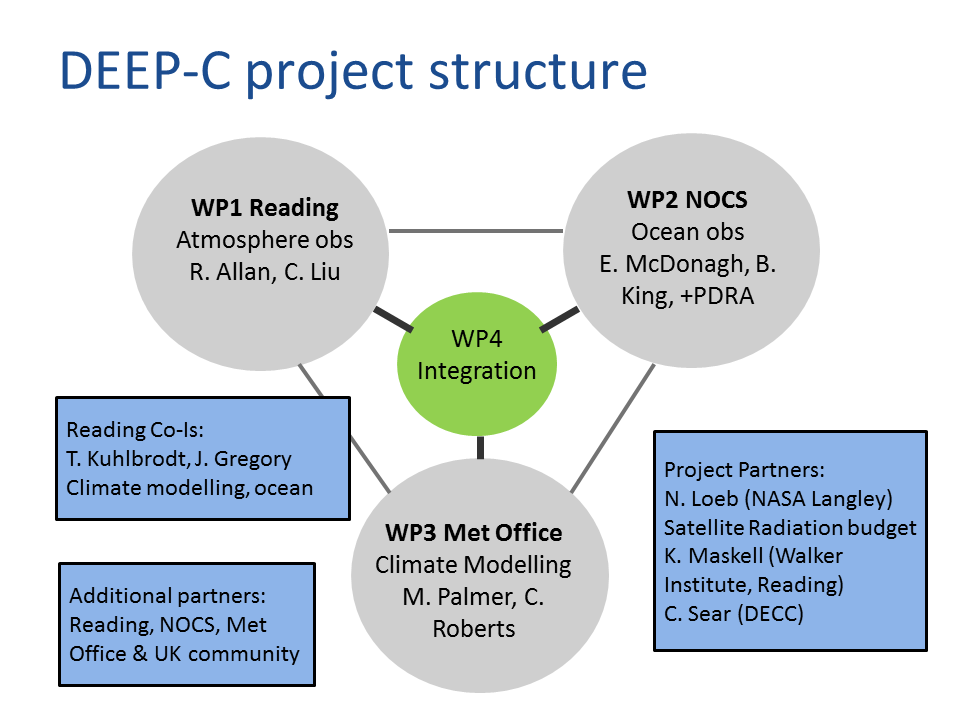 DEEP-C project structure
WP1 Reading
Atmosphere obs
R. Allan, C. Liu
WP2 NOCS
Ocean obs
E. McDonagh, B.
King, +PDRA
WP4
Integration
Reading Co-Is:
T. Kuhlbrodt, J. Gregory
Climate modelling, ocean
WP3 Met Office
Climate Modelling
M. Palmer, C.
Roberts
Project Partners:
N. Loeb (NASA Langley)
Satellite Radiation budget
K. Maskell (Walker
Institute, Reading)
C. Sear (DECC)
Additional partners:
Reading, NOCS, Met
Office & UK community